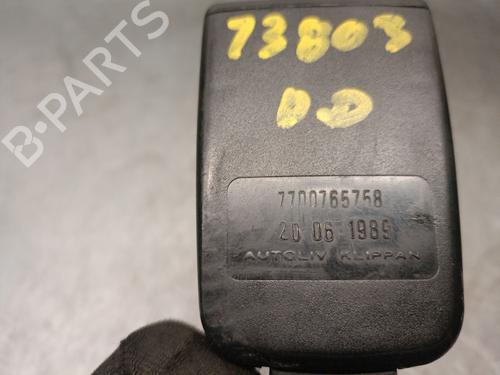 73803
DD
B-PARTS
7700765758
20 06 1989
AUTOLIV KLIPPAN